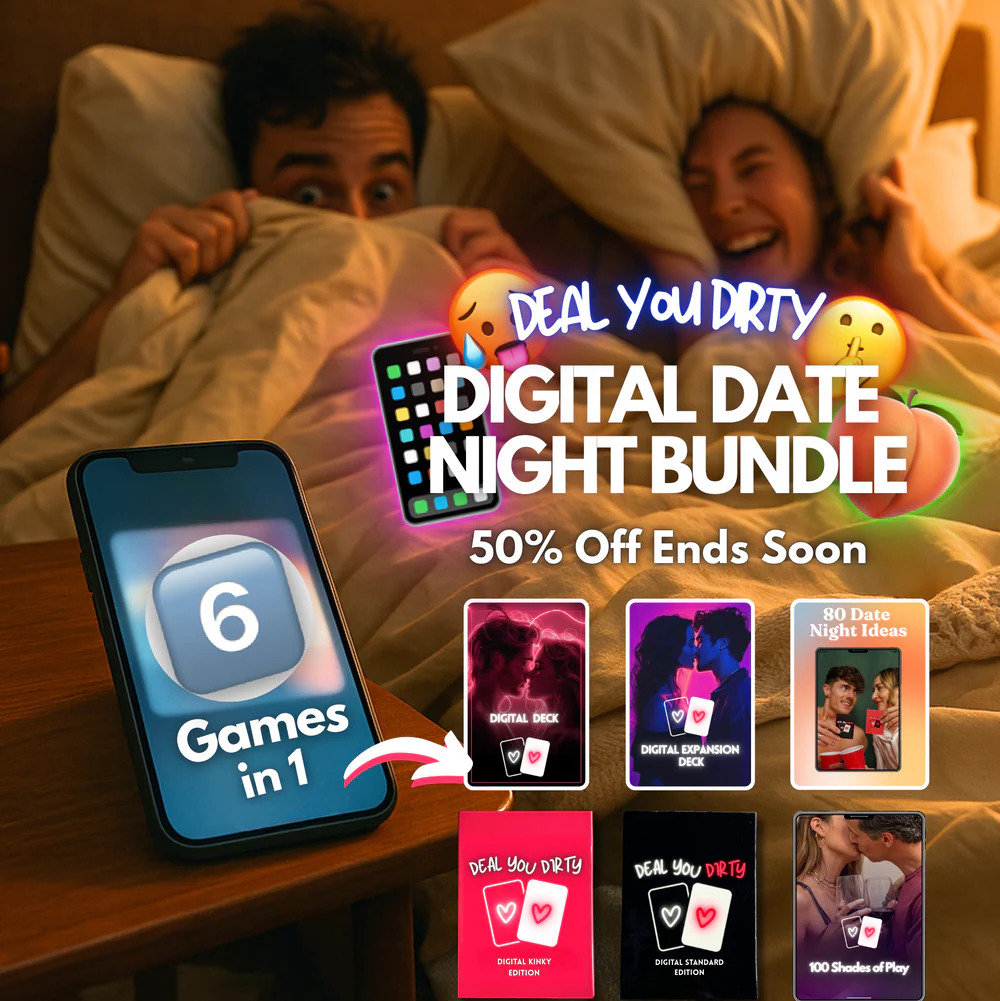 DEAL YOU DIRTY
DIGITAL DATE
NIGHT BUNDLE
50% Off Ends Soon
6
Games
in 1
DIGITAL DECK
DIGITAL EXPANSION
DECK
80 Date
Night Ideas
DEAL YOU DIRTY
DIGITAL KINKY
EDITION
DEAL YOU DIRTY
DIGITAL STANDARD
EDITION
100 Shades of Play